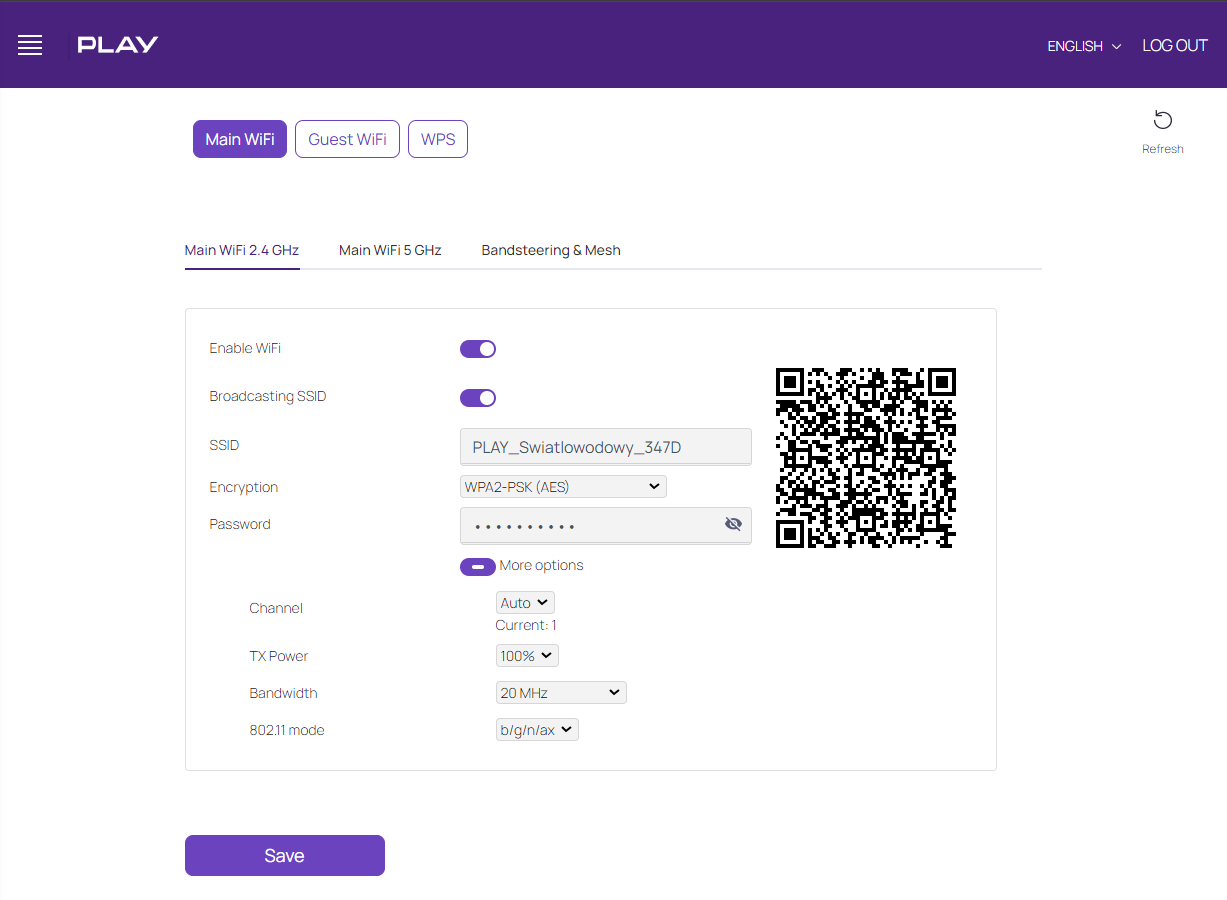 PLAY
ENGLISH
LOG OUT
Main WiFi
Guest WiFi
WPS
Refresh
Main WiFi 2.4 GHz
Main WiFi 5 GHz
Bandsteering & Mesh
Enable WiFi
Broadcasting SSID
SSID
PLAY_Swiatlowodowy_347D
Encryption
WPA2-PSK (AES)
Password
• • • • • • • • • •
More options
Channel
Auto
Current: 1
TX Power
100%
Bandwidth
20 MHz
802.11 mode
b/g/n/ax
Save